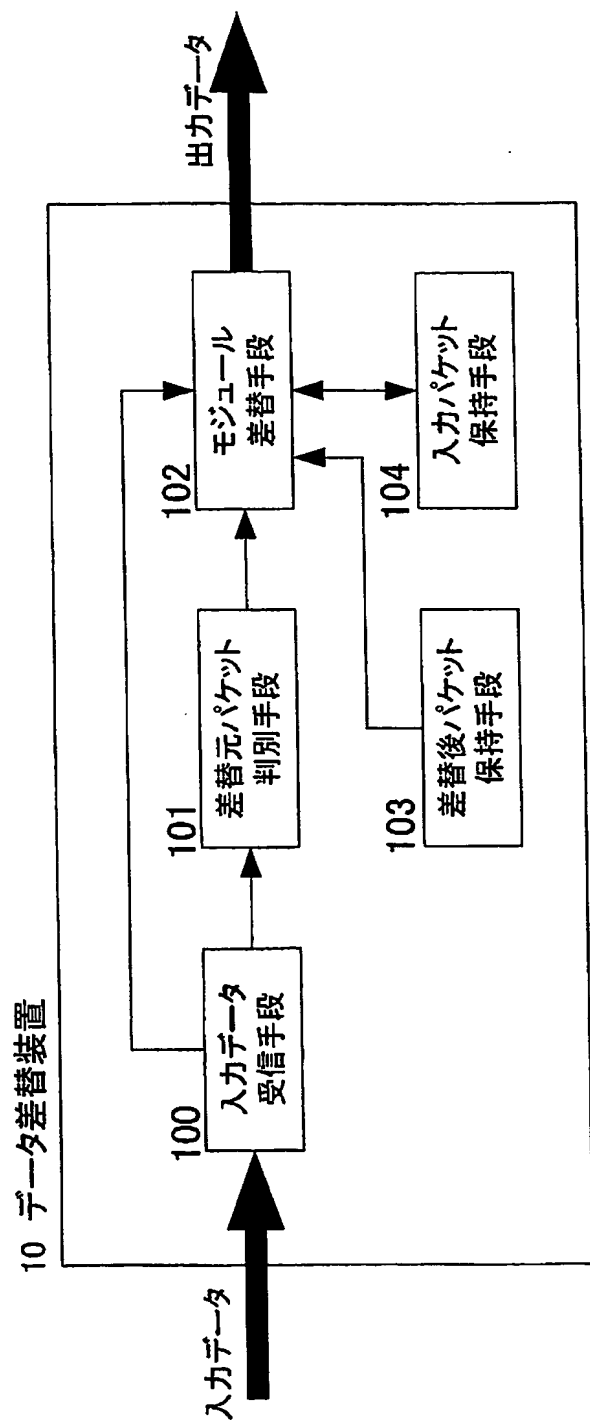 10 データ差替装置
入力データ
100
入力データ
受信手段
101
差替元パケット
判別手段
102
モジュール
差替手段
出力データ
103
差替後パケット
保持手段
104
入力パケット
保持手段